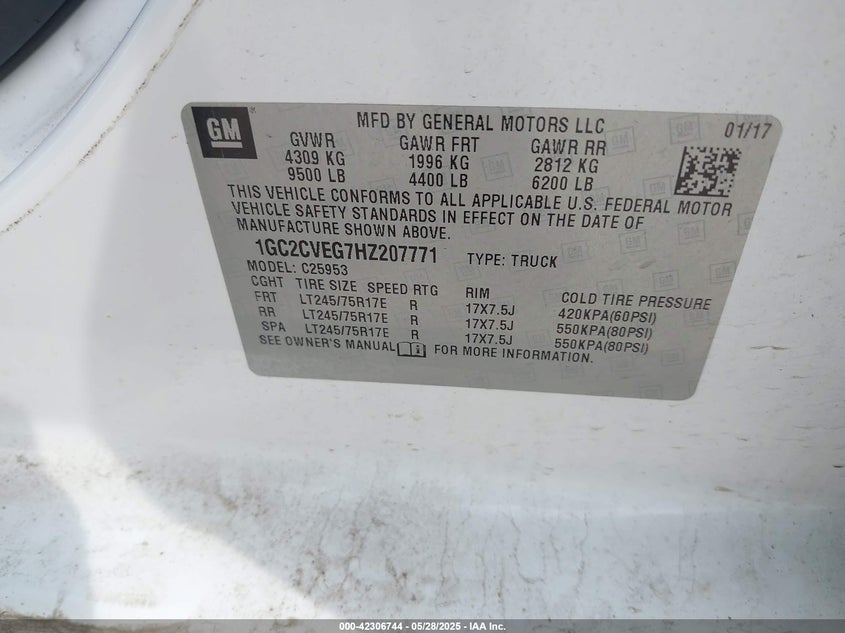 GM ®
MFD BY GENERAL MOTORS LLC 01/17
GVWR GAWR FRT GAWR RR
4309 KG 1996 KG 2812 KG
9500 LB 4400 LB 6200 LB
THIS VEHICLE CONFORMS TO ALL APPLICABLE U.S. FEDERAL MOTOR
VEHICLE SAFETY STANDARDS IN EFFECT ON THE DATE OF
MANUFACTURE SHOWN ABOVE.
1GC2CVEG7HZ207771 TYPE: TRUCK
MODEL: C25953
CGHT TIRE SIZE SPEED RTG RIM COLD TIRE PRESSURE
FRT LT245/75R17E R 17X7.5J 420KPA(60PSI)
RR LT245/75R17E R 17X7.5J 550KPA(80PSI)
SPA LT245/75R17E R 17X7.5J 550KPA(80PSI)
SEE OWNER'S MANUAL FOR MORE INFORMATION.
000-42306744 / 05/28/2025 - IAA Inc.